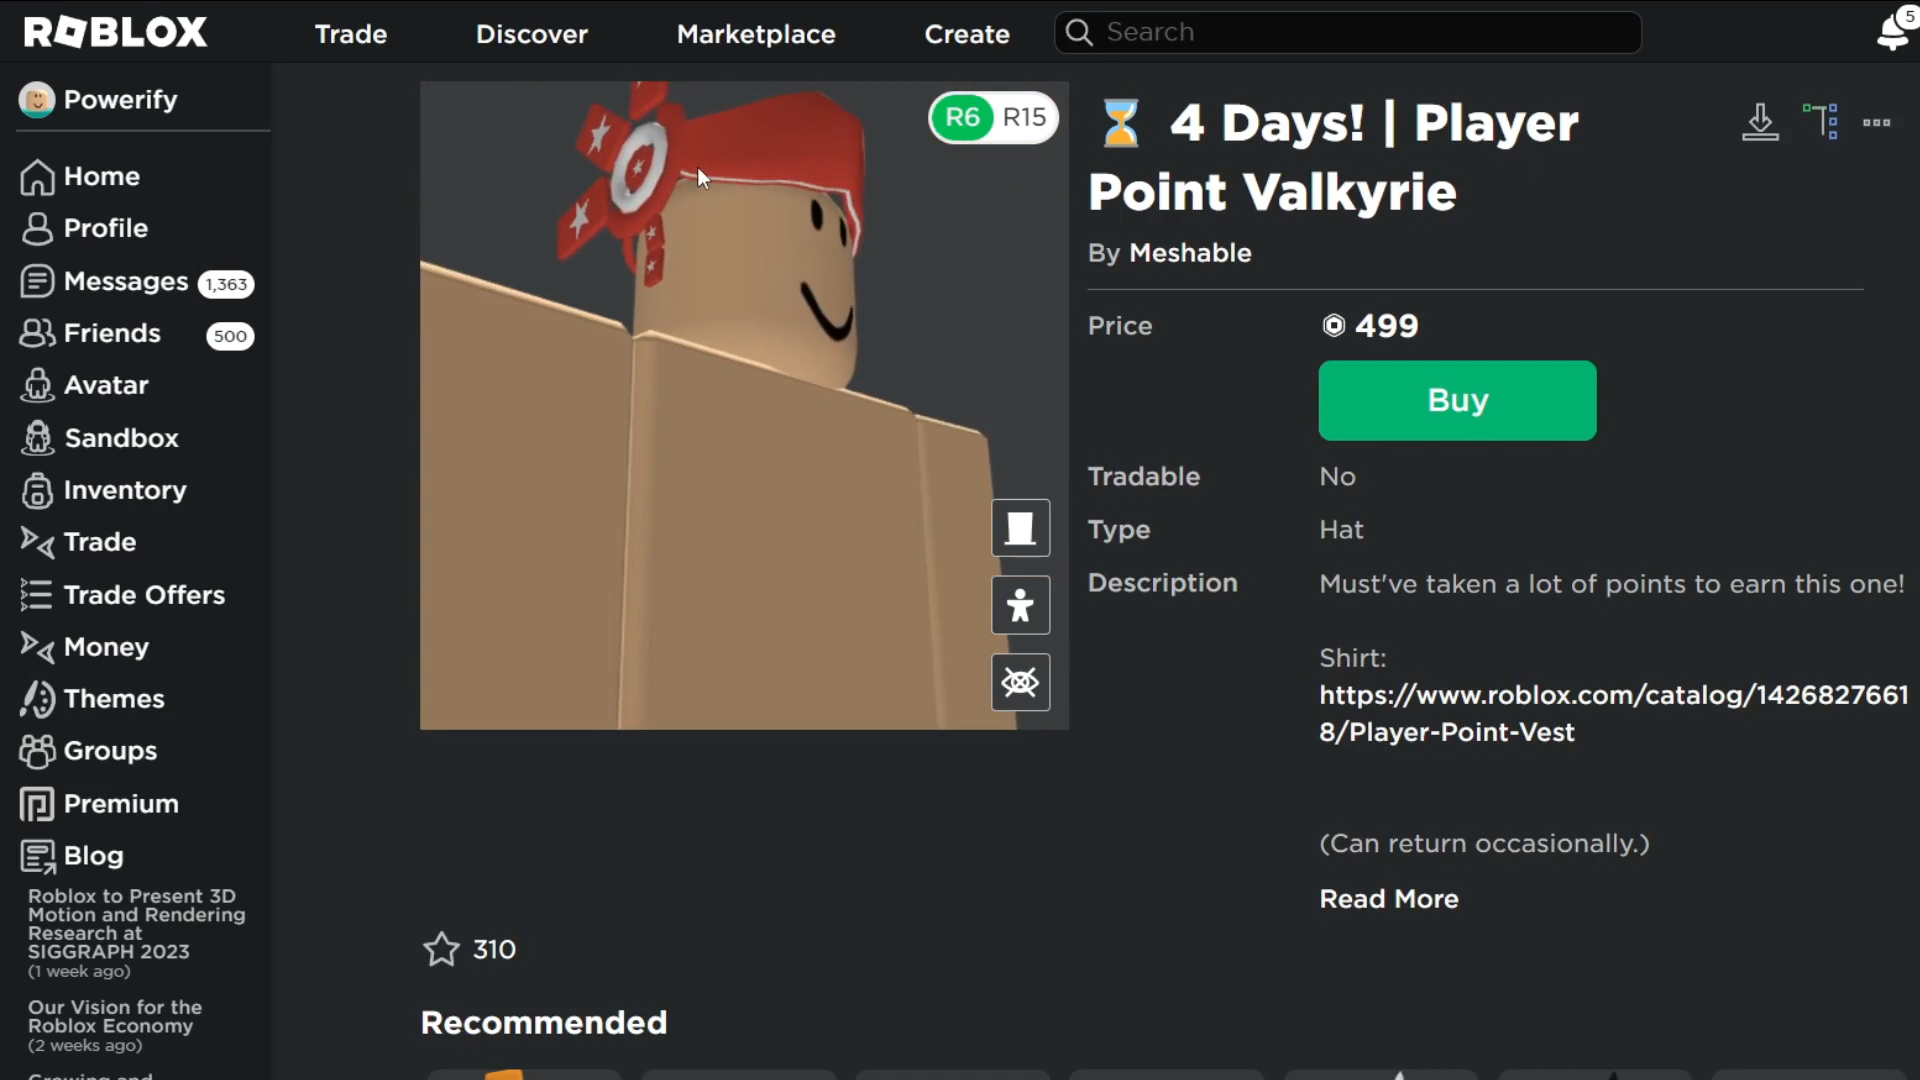 ROBLOX
Trade
Discover
Marketplace
Create
Search
5
Powerify
Home
Profile
Messages 1,363
Friends 500
Avatar
Sandbox
Inventory
Trade
Trade Offers
Money
Themes
Groups
Premium
Blog
Roblox to Present 3D
Motion and Rendering
Research at
SIGGRAPH 2023
(1 week ago)
Our Vision for the
Roblox Economy
(2 weeks ago)
R6 R15
⏳ 4 Days! | Player
Point Valkyrie
By Meshable
Price 499
Buy
Tradable No
Type Hat
Description Must've taken a lot of points to earn this one!
Shirt:
https://www.roblox.com/catalog/1426827661
8/Player-Point-Vest
(Can return occasionally.)
Read More
310
Recommended